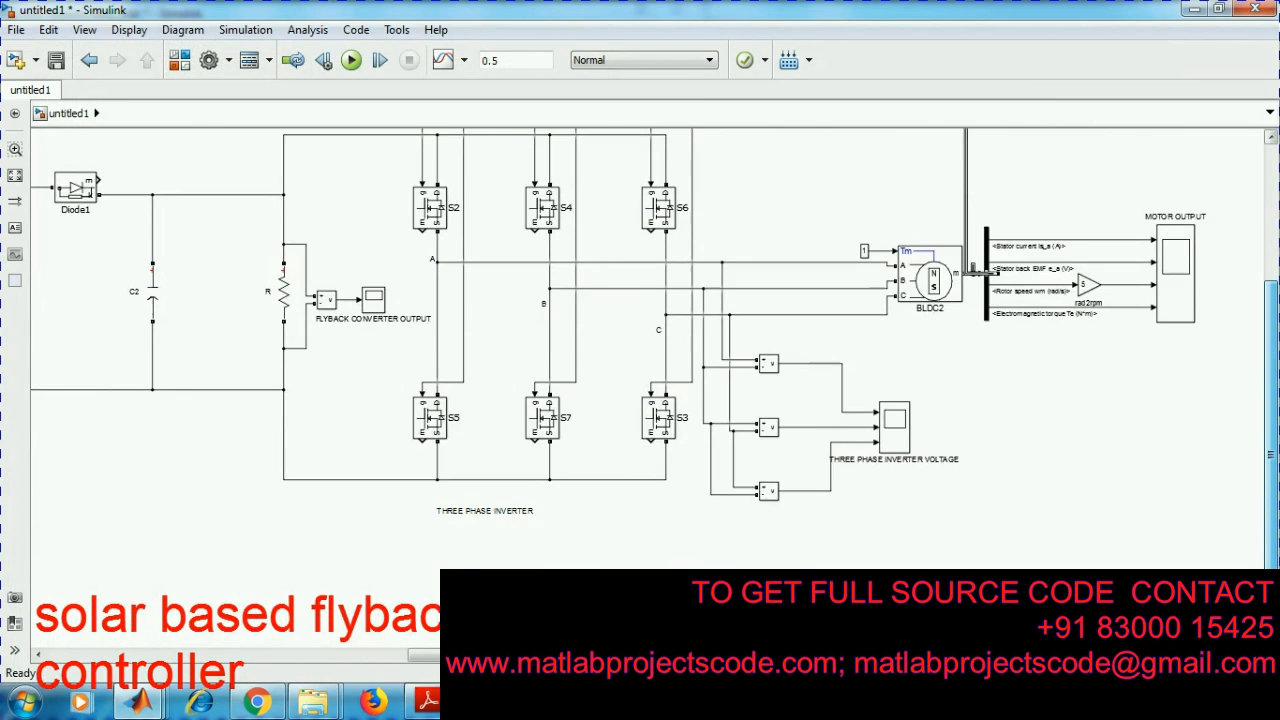 untitled1 * - Simulink
File Edit View Display Diagram Simulation Analysis Code Tools Help
0.5 Normal
untitled1
untitled1
MOTOR OUTPUT
Diode1
S2 S4 S6
1
Tm
A
B
C
m
N
S
BLDC2
<Stator current is_a (A)>
<Stator back EMF e_a (V)>
<Rotor speed wm (rad/s)>
<Electromagnetic torque Te (N*m)>
5
rad2rpm
A
B
C
C2
R
FLYBACK CONVERTER OUTPUT
S5 S7 S3
THREE PHASE INVERTER VOLTAGE
THREE PHASE INVERTER
TO GET FULL SOURCE CODE CONTACT
+91 83000 15425
www.matlabprojectscode.com; matlabprojectscode@gmail.com
solar based flybac
controller
Ready